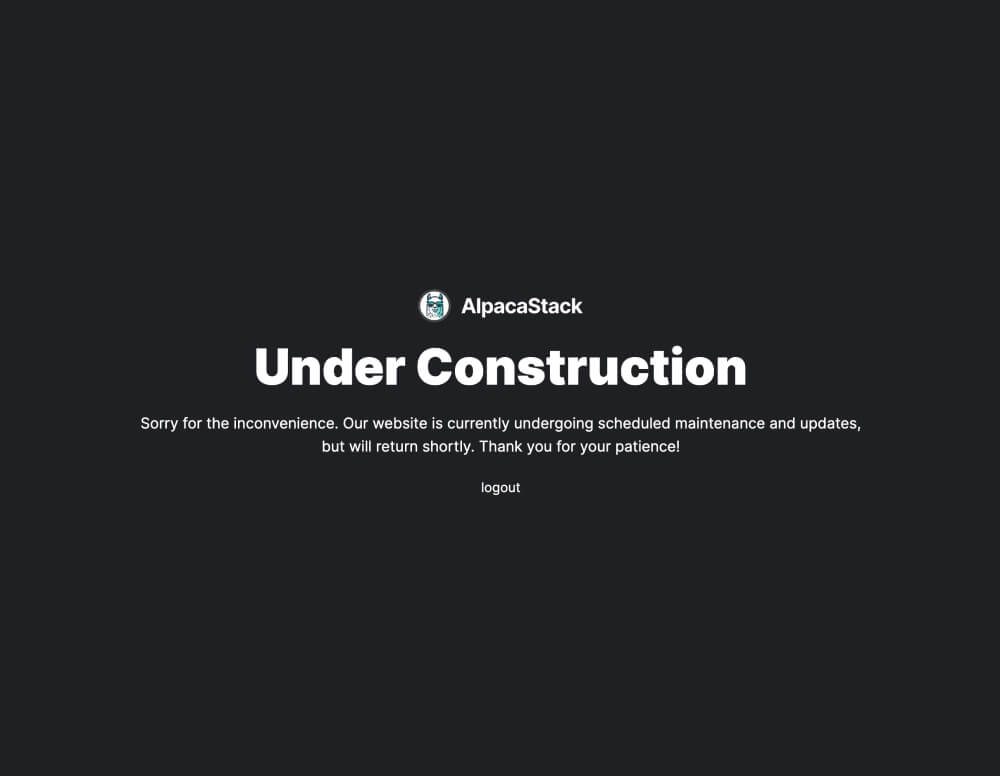 AlpacaStack
Under Construction
Sorry for the inconvenience. Our website is currently undergoing scheduled maintenance and updates,
but will return shortly. Thank you for your patience!
logout